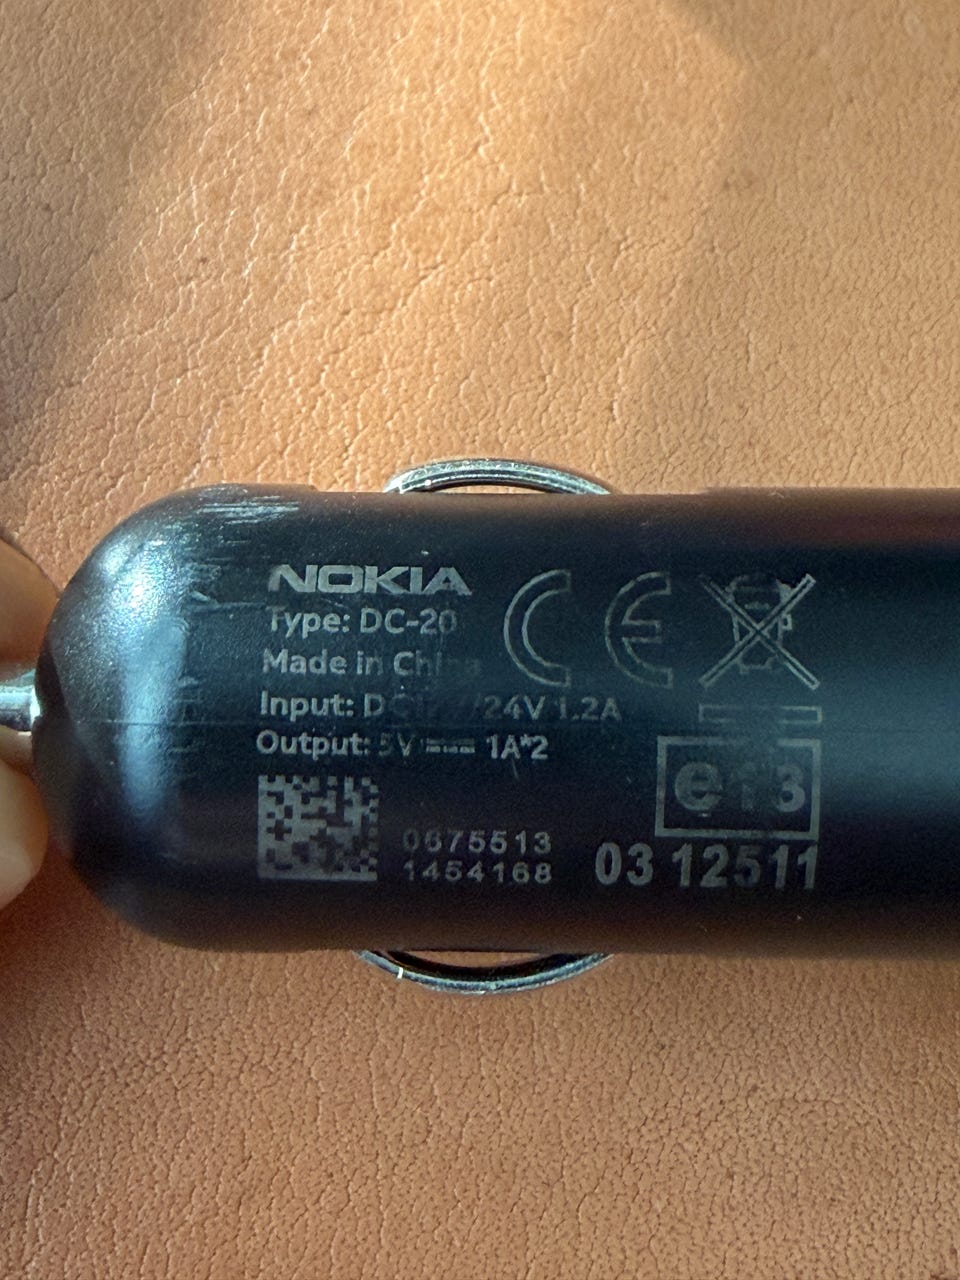 NOKIA
Type: DC-20
Made in China
Input: 24V 1.2A
Output: 5V 1A*2
CE
e13
0675513
1454168
03 12511